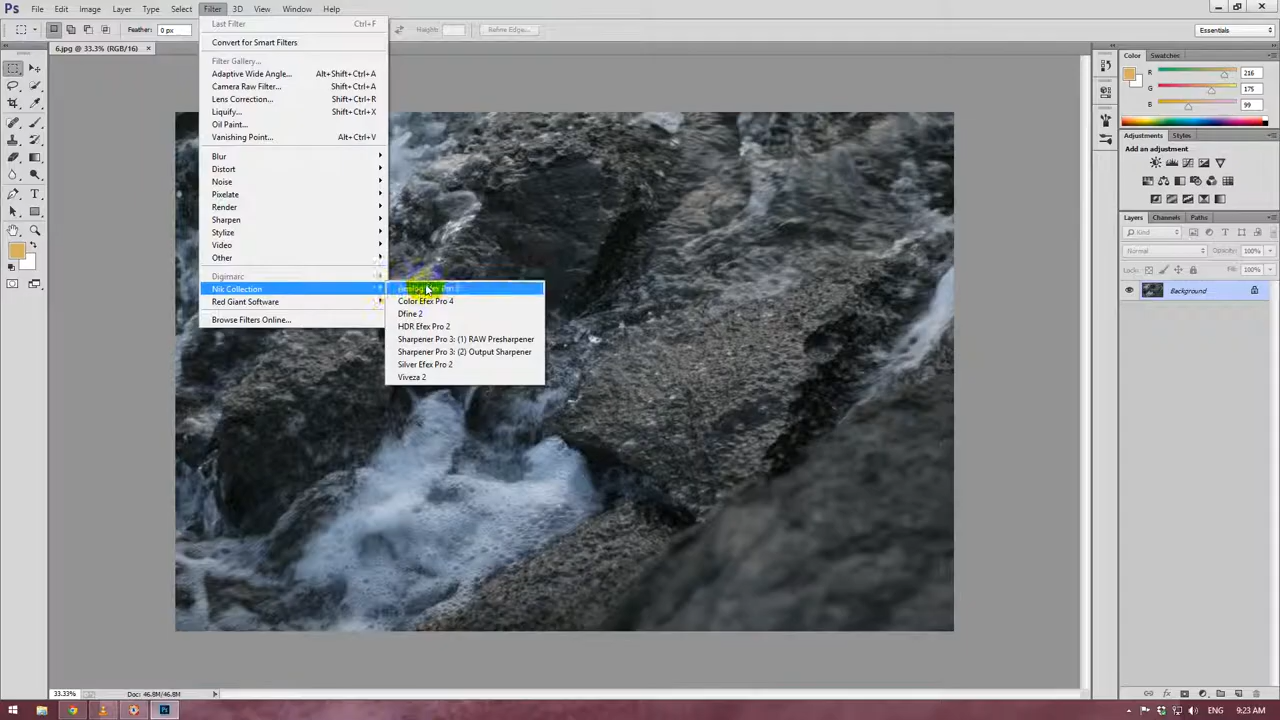 Ps File Edit Image Layer Type Select Filter 3D View Window Help
Feather: 0 px Height: Refine Edge... Essentials
6.jpg @ 33.3% (RGB/16) ×
Last Filter Ctrl+F
Convert for Smart Filters
Filter Gallery...
Adaptive Wide Angle... Alt+Shift+Ctrl+A
Camera Raw Filter... Shift+Ctrl+A
Lens Correction... Shift+Ctrl+R
Liquify... Shift+Ctrl+X
Oil Paint...
Vanishing Point... Alt+Ctrl+V
Blur
Distort
Noise
Pixelate
Render
Sharpen
Stylize
Video
Other
Digimarc
Nik Collection
Red Giant Software
Browse Filters Online...
Color Efex Pro 4
Dfine 2
HDR Efex Pro 2
Sharpener Pro 3: (1) RAW Presharpener
Sharpener Pro 3: (2) Output Sharpener
Silver Efex Pro 2
Viveza 2
Color Swatches
R 216
G 175
B 99
Adjustments Styles
Add an adjustment
Layers Channels Paths
Kind
Normal Opacity: 100%
Lock: Fill: 100%
Background
33.33% Doc: 46.8M/46.8M
ENG 9:23 AM